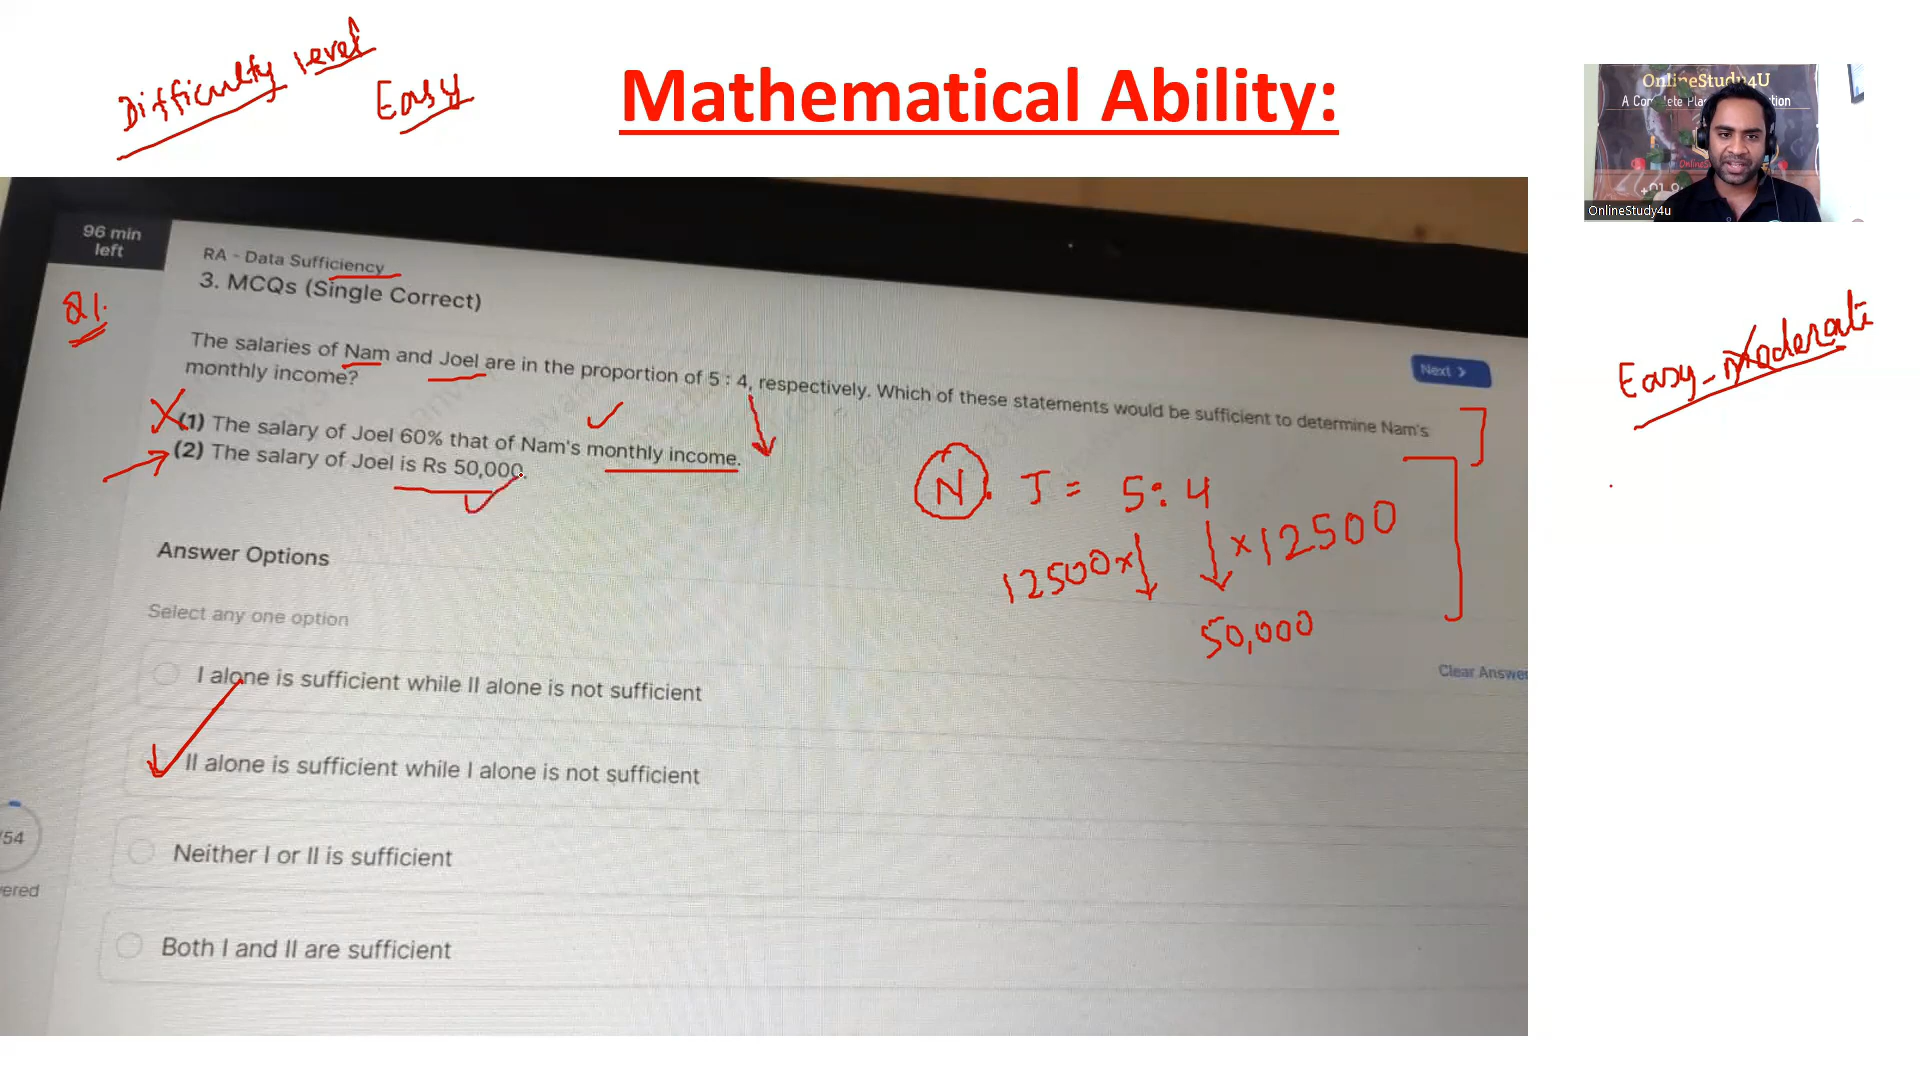 Difficulty level
Easy
Mathematical Ability:
OnlineStudy4U
OnlineStudy4u
96 min
left
RA - Data Sufficiency
3. MCQs (Single Correct)
Q1.
The salaries of Nam and Joel are in the proportion of 5 : 4, respectively. Which of these statements would be sufficient to determine Nam's
monthly income?
Next >
(1) The salary of Joel 60% that of Nam's monthly income.
(2) The salary of Joel is Rs 50,000.
Easy-Moderate
N. J = 5:4
12500× ×12500
50,000
Answer Options
Select any one option
Clear Answer
I alone is sufficient while II alone is not sufficient
II alone is sufficient while I alone is not sufficient
/54
Neither I or II is sufficient
ered
Both I and II are sufficient